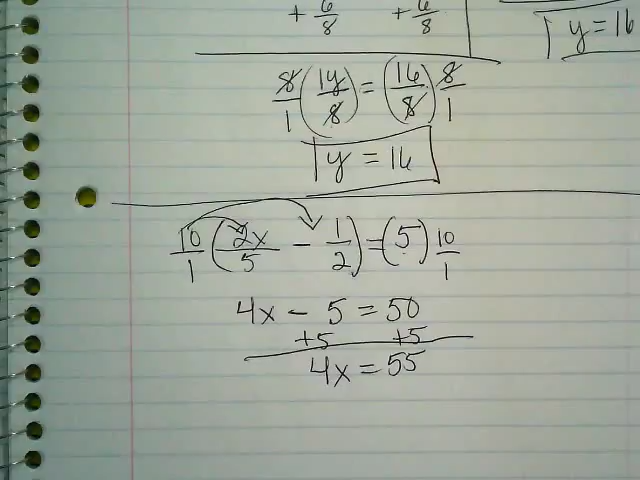 + 6/8 +6/8
y = 16
8/1 (1y/8) = (16/8) 8/1
y = 16
10/1 (2x/5 - 1/2) = (5) 10/1
4x - 5 = 50
+5 +5
4x = 55